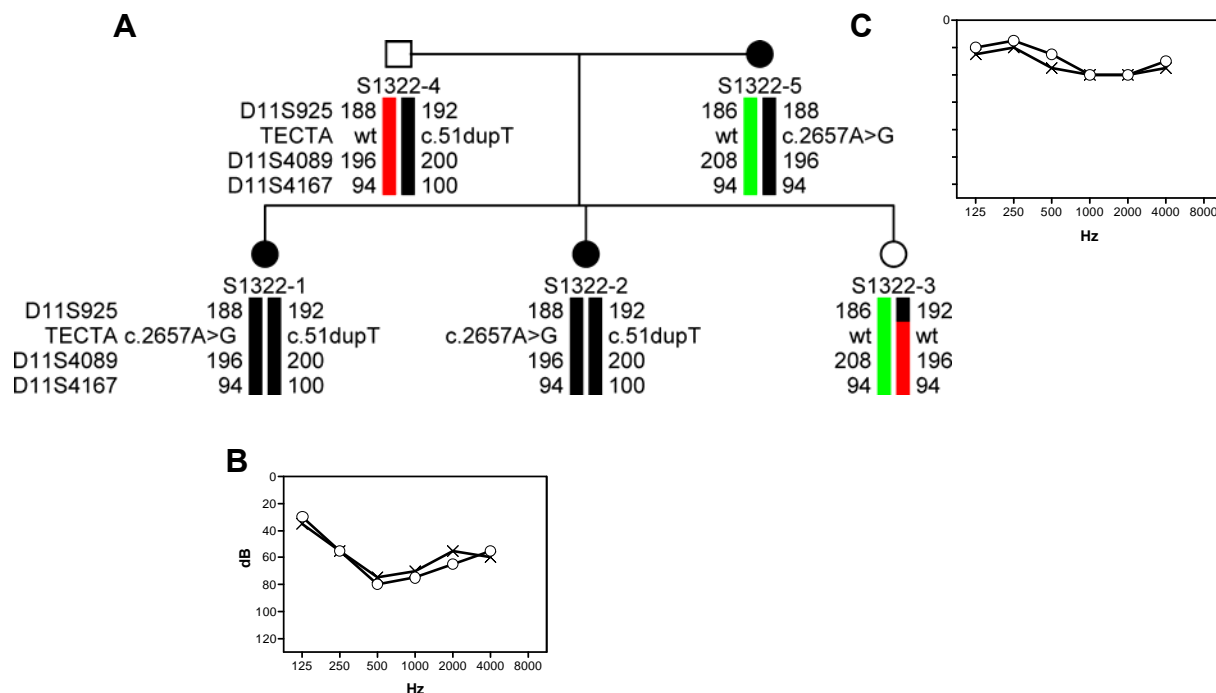 A
S1322-4
D11S925 188 192
TECTA wt c.51dupT
D11S4089 196 200
D11S4167 94 100
S1322-5
186 188
wt c.2657A>G
208 196
94 94
S1322-1
D11S925 188 192
TECTA c.2657A>G c.51dupT
D11S4089 196 200
D11S4167 94 100
S1322-2
188 192
c.2657A>G c.51dupT
196 200
94 100
S1322-3
186 192
wt wt
208 196
94 94
B
0
20
40
60
80
100
120
dB
125 250 500 1000 2000 4000 8000
Hz
C
0
125 250 500 1000 2000 4000 8000
Hz